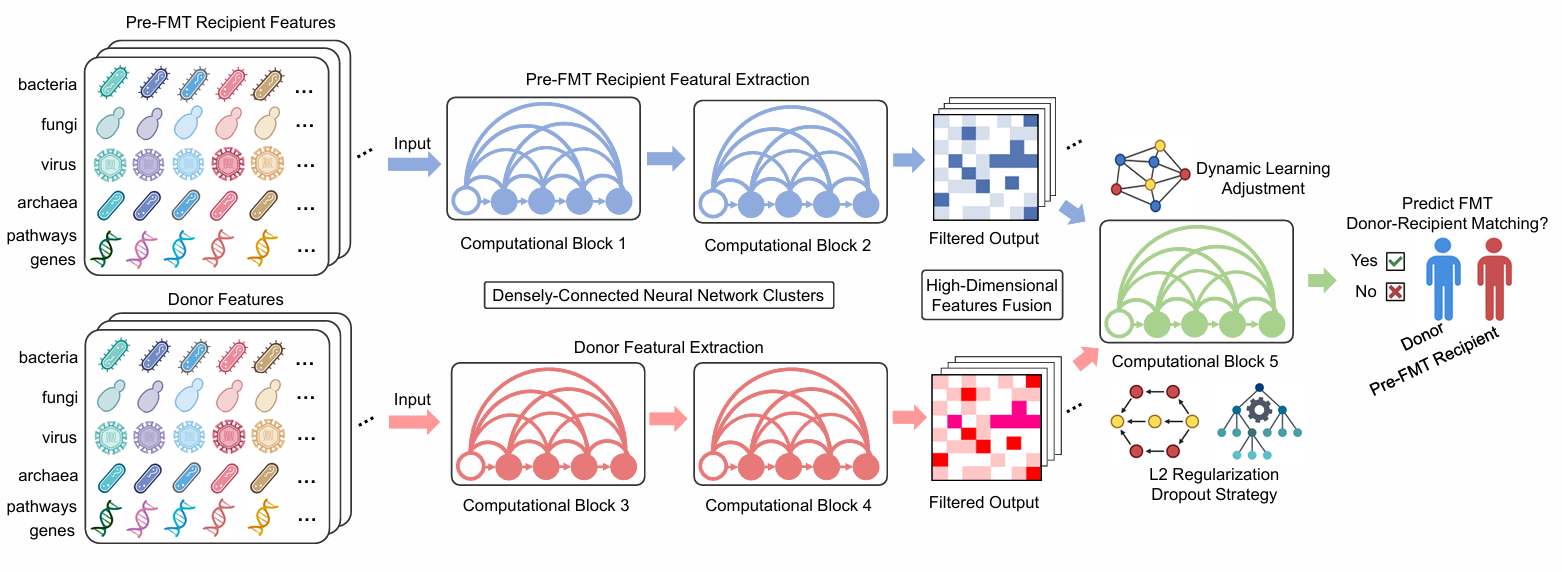 Pre-FMT Recipient Features
bacteria
...
fungi
...
virus
...
archaea
...
pathways
genes
...
...
Input
Pre-FMT Recipient Featural Extraction
Computational Block 1
Computational Block 2
Filtered Output
...
Donor Features
bacteria
...
fungi
...
virus
...
archaea
...
pathways
genes
...
...
Input
Densely-Connected Neural Network Clusters
Donor Featural Extraction
Computational Block 3
Computational Block 4
Filtered Output
...
High-Dimensional
Features Fusion
Dynamic Learning
Adjustment
Computational Block 5
L2 Regularization
Dropout Strategy
Predict FMT
Donor-Recipient Matching?
Yes
No
Donor
Pre-FMT Recipient